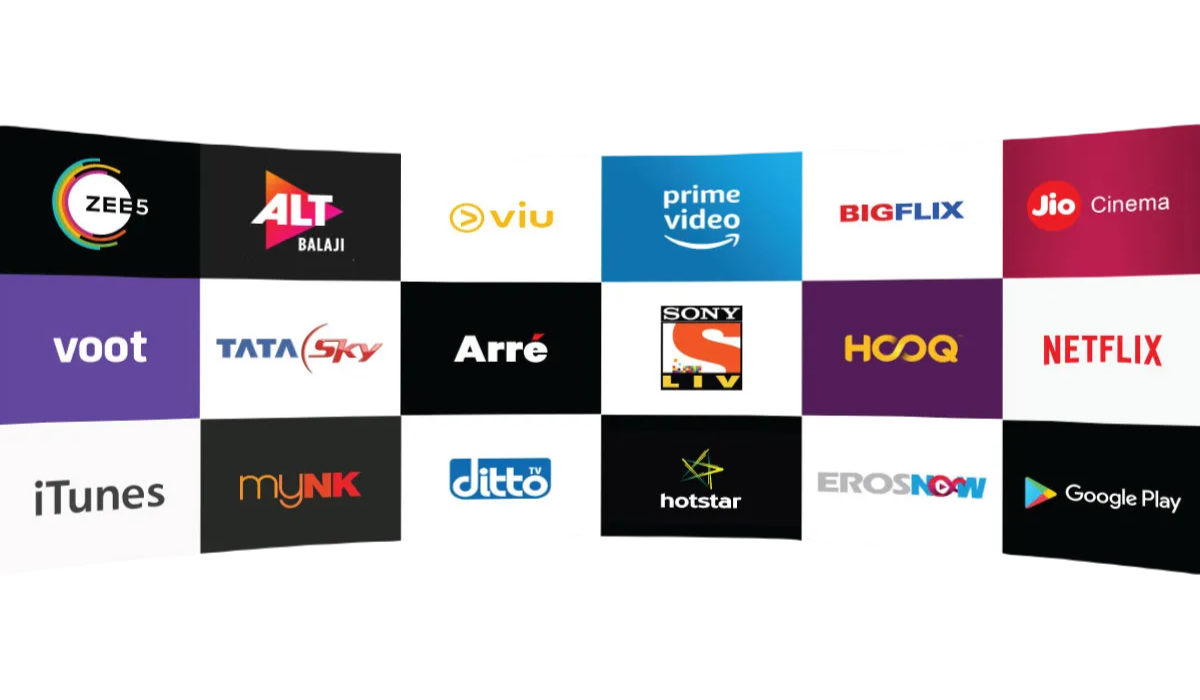 ZEE5
ALT
BALAJI
viu
prime
video
BIGFLIX
Jio Cinema
voot
TATA Sky
Arré
SONY
LIV
HOOQ
NETFLIX
iTunes
myNK
ditto TV
hotstar
EROSNOW
Google Play